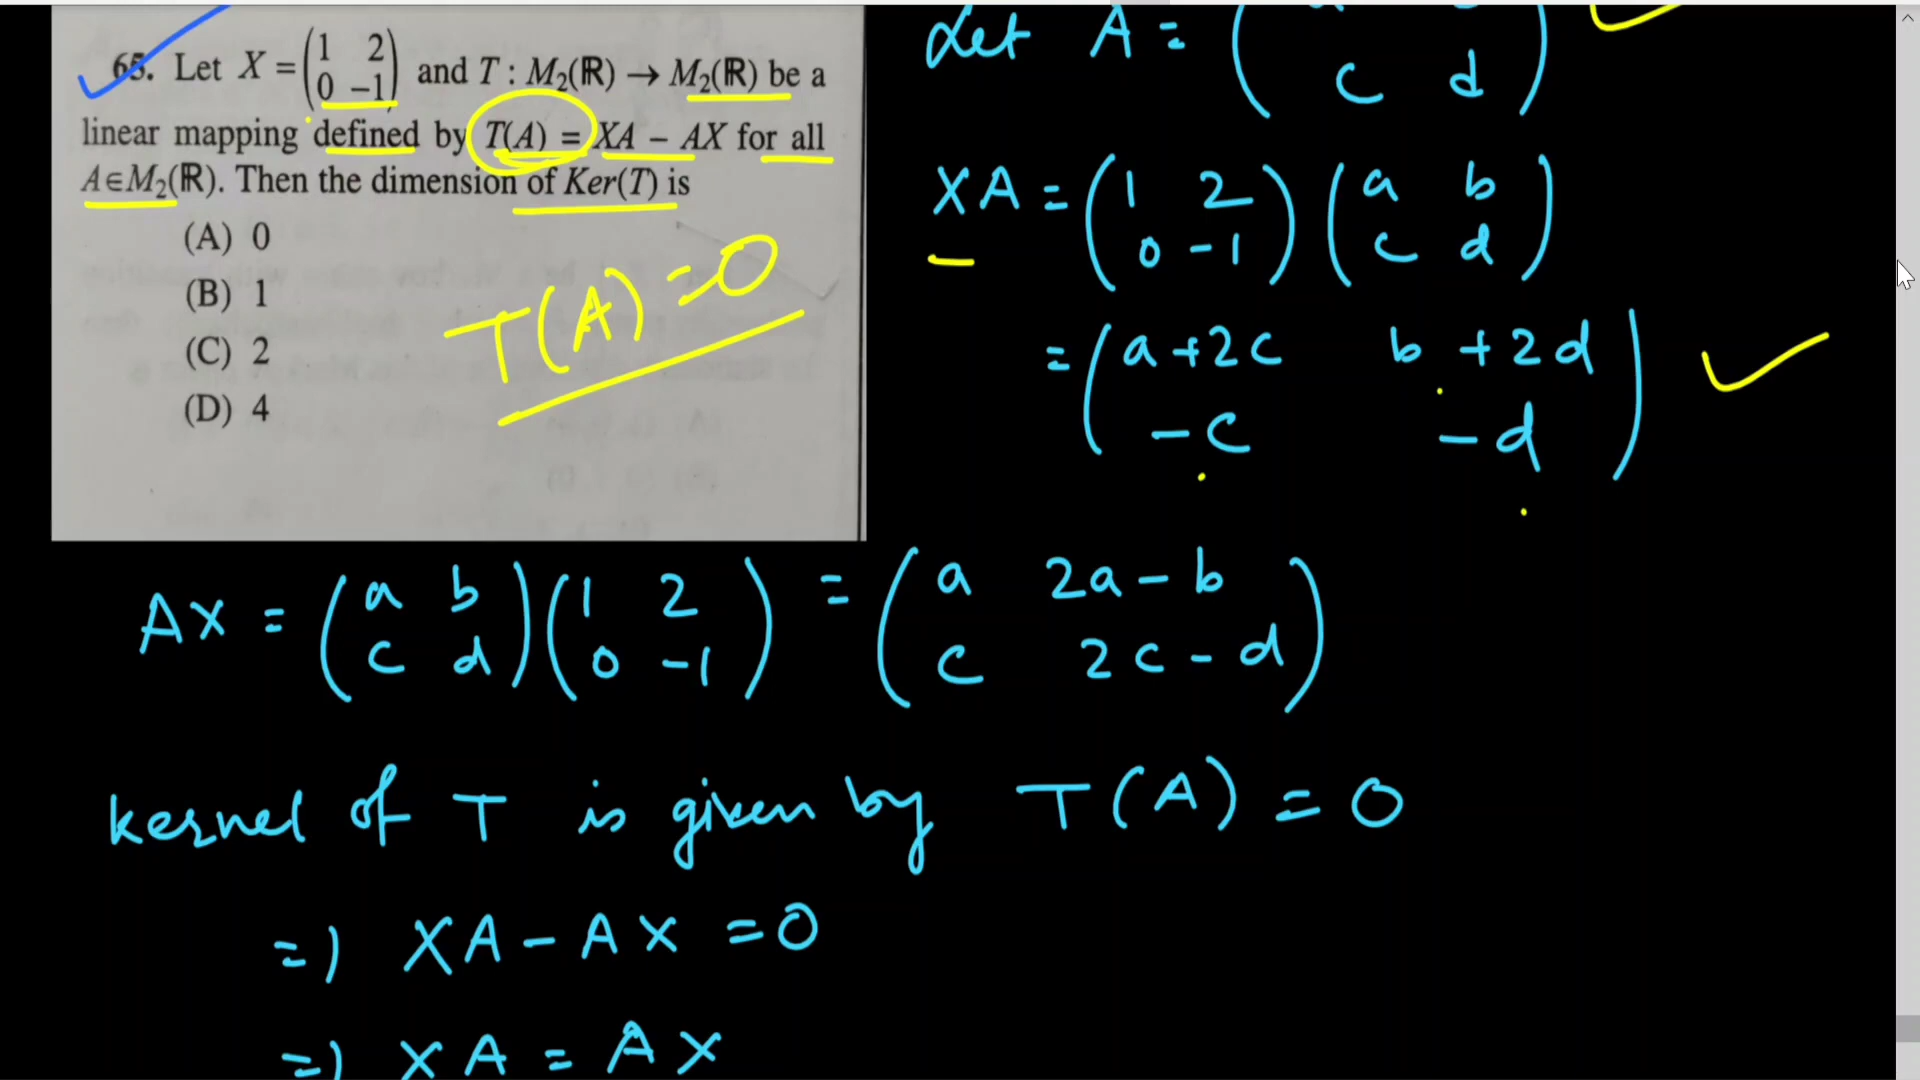 65. Let X = (1 2
0 -1) and T : M₂(ℝ) → M₂(ℝ) be a
linear mapping defined by T(A) = XA − AX for all
A∈M₂(ℝ). Then the dimension of Ker(T) is
(A) 0
(B) 1
(C) 2
(D) 4
T(A) = 0
Let A = (
c d)
XA = (1 2
0 -1) (a b
c d)
= (a+2c b+2d
-c -d)
AX = (a b
c d) (1 2
0 -1) = (a 2a-b
c 2c-d)
kernel of T is given by T(A) = 0
=) XA - AX = 0
=) XA = AX